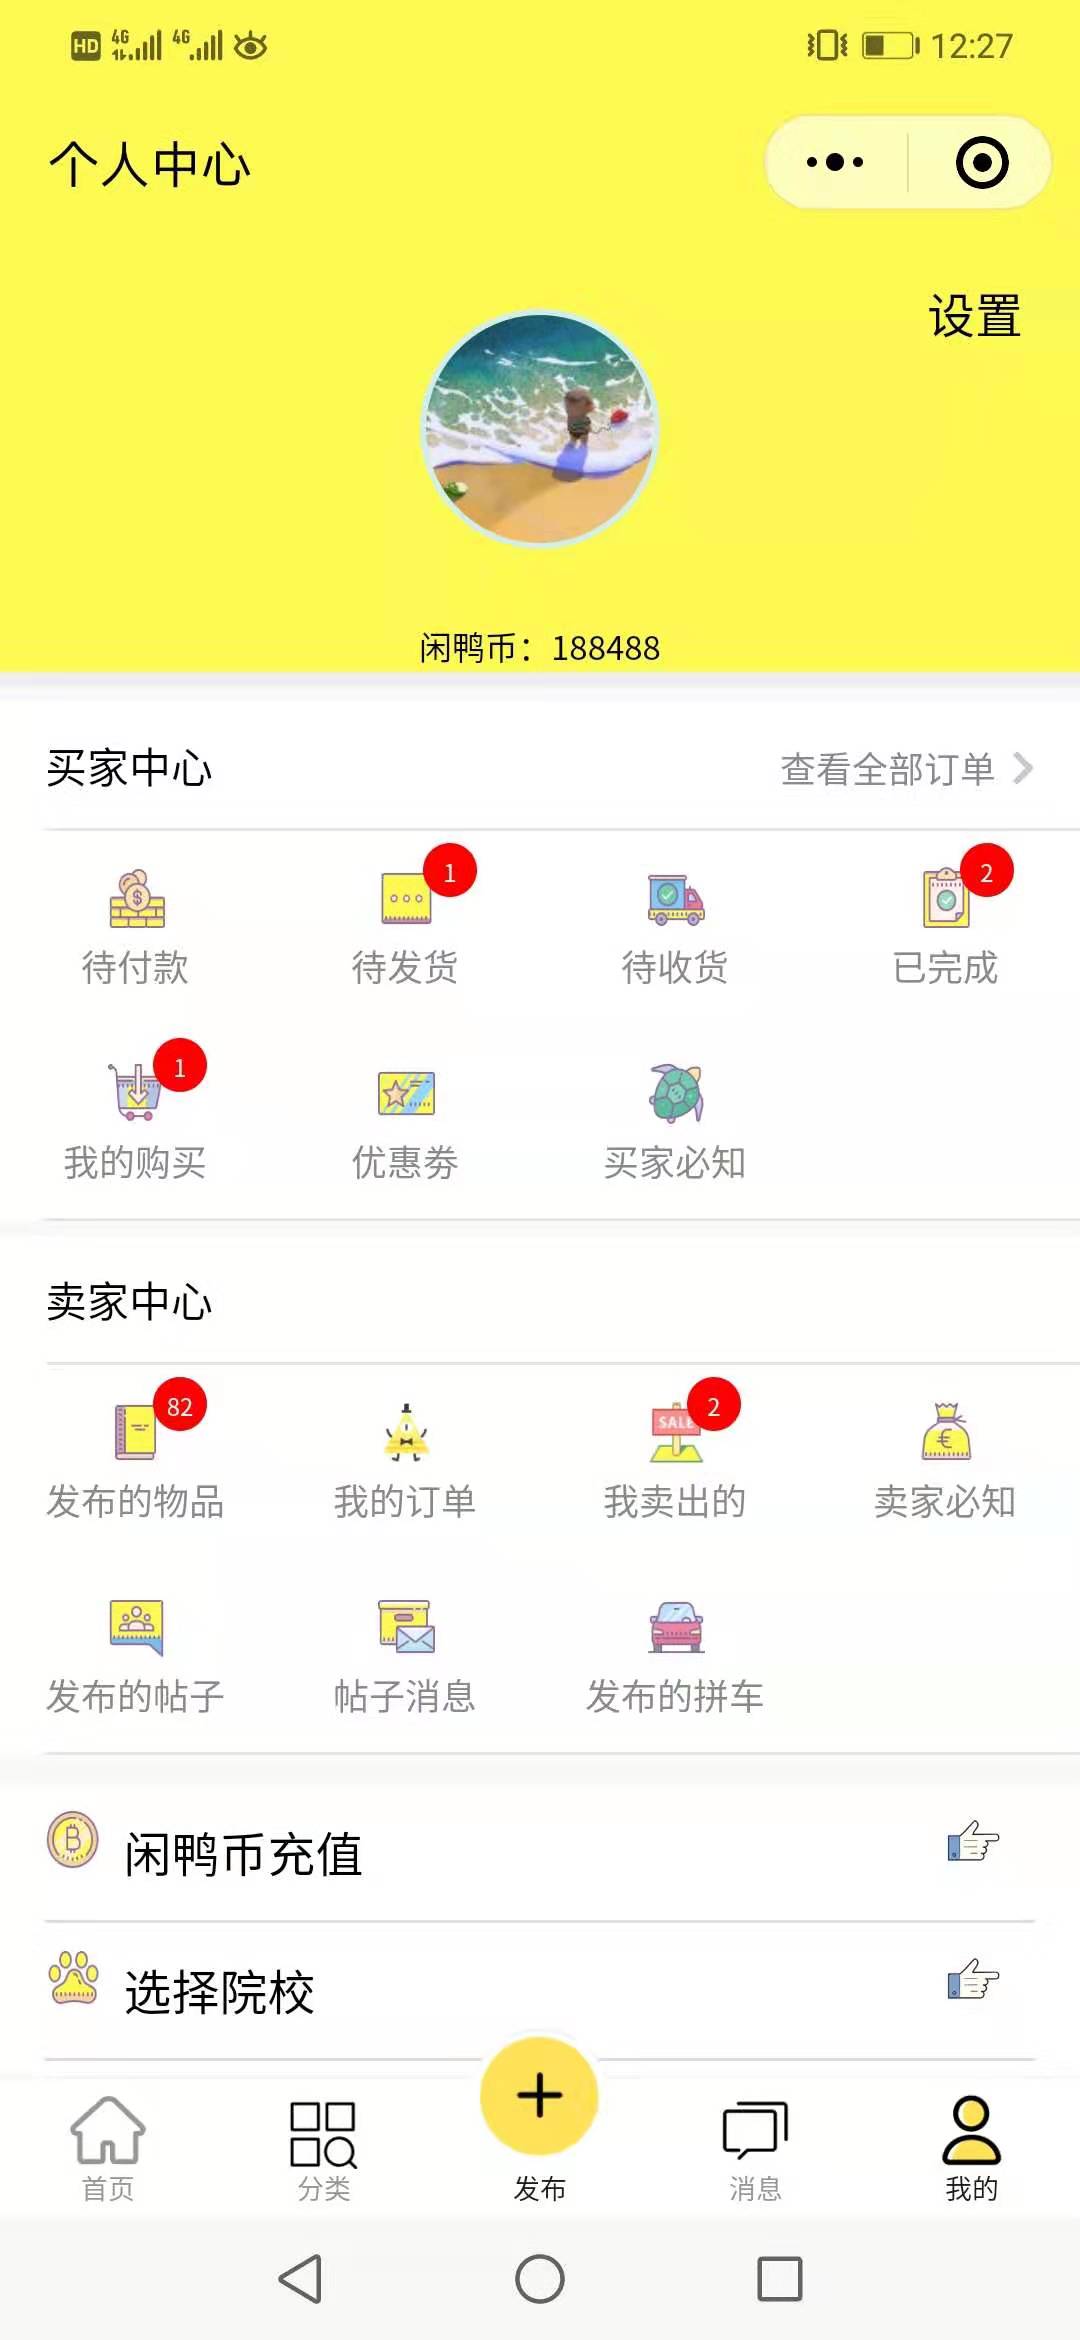 HD 4G 4G 12:27
个人中心
设置
闲鸭币：188488
买家中心 查看全部订单
1 2
待付款 待发货 待收货 已完成
1
我的购买 优惠劵 买家必知
卖家中心
82 SALE 2
发布的物品 我的订单 我卖出的 卖家必知
发布的帖子 帖子消息 发布的拼车
闲鸭币充值
选择院校
首页 分类 发布 消息 我的